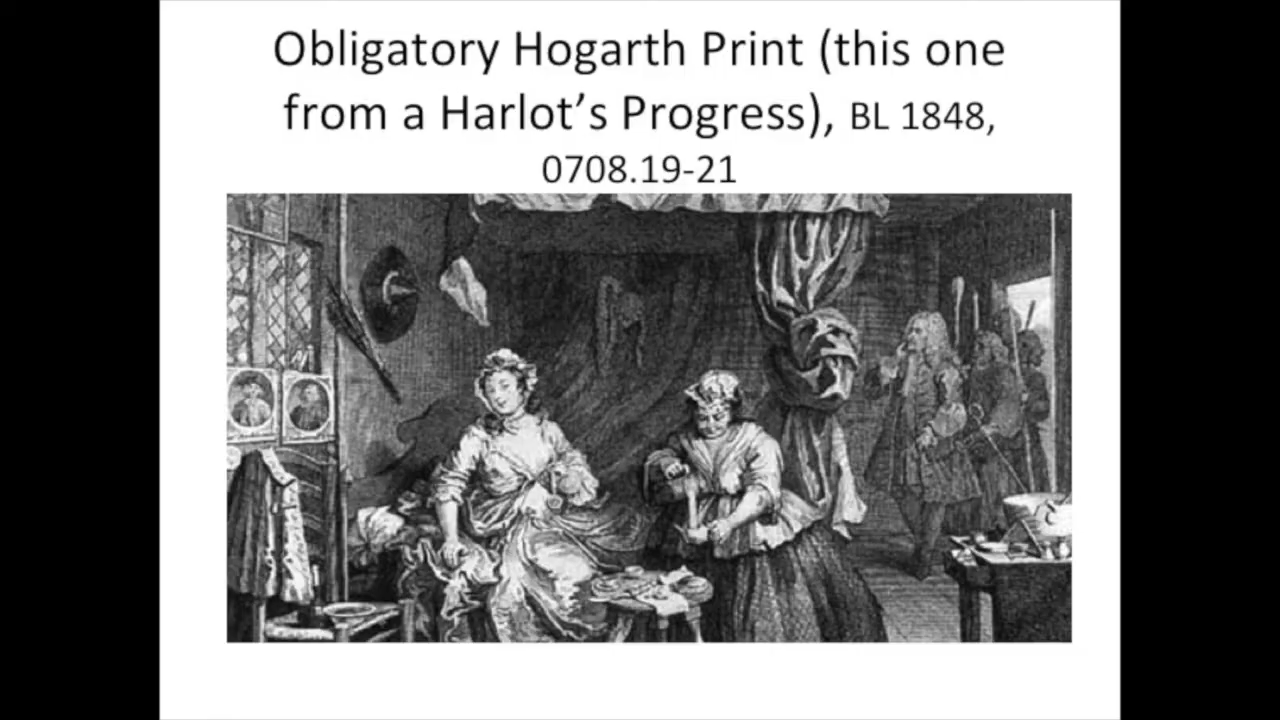 Obligatory Hogarth Print (this one
from a Harlot’s Progress), BL 1848,
0708.19-21